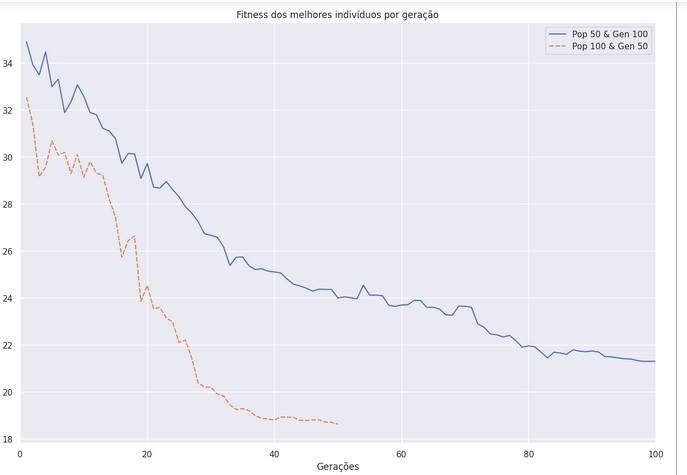 Fitness dos melhores indivíduos por geração
Pop 50 & Gen 100
Pop 100 & Gen 50
34
32
30
28
26
24
22
20
18
0 20 40 60 80 100
Gerações